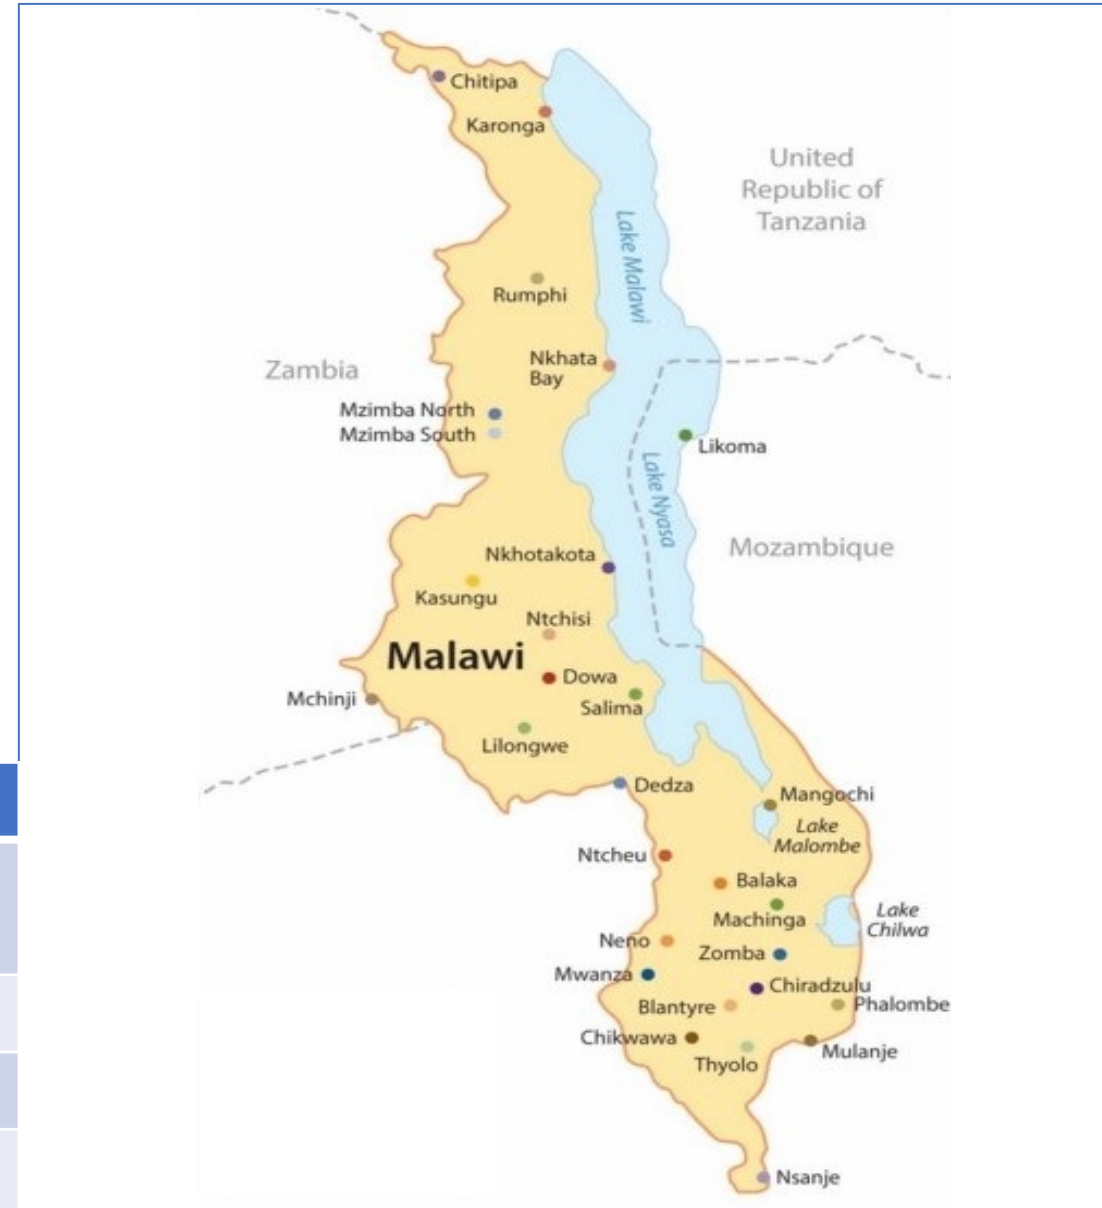 Chitipa
Karonga
United
Republic of
Tanzania
Lake Malawi
Rumphi
Nkhata
Bay
Zambia
Mzimba North
Mzimba South
Likoma
Lake Nyasa
Mozambique
Nkhotakota
Kasungu
Ntchisi
Malawi
Dowa
Mchinji
Salima
Lilongwe
Dedza
Mangochi
Lake
Malombe
Ntcheu
Balaka
Machinga
Lake
Chilwa
Neno
Zomba
Mwanza
Chiradzulu
Blantyre
Phalombe
Chikwawa
Mulanje
Thyolo
Nsanje